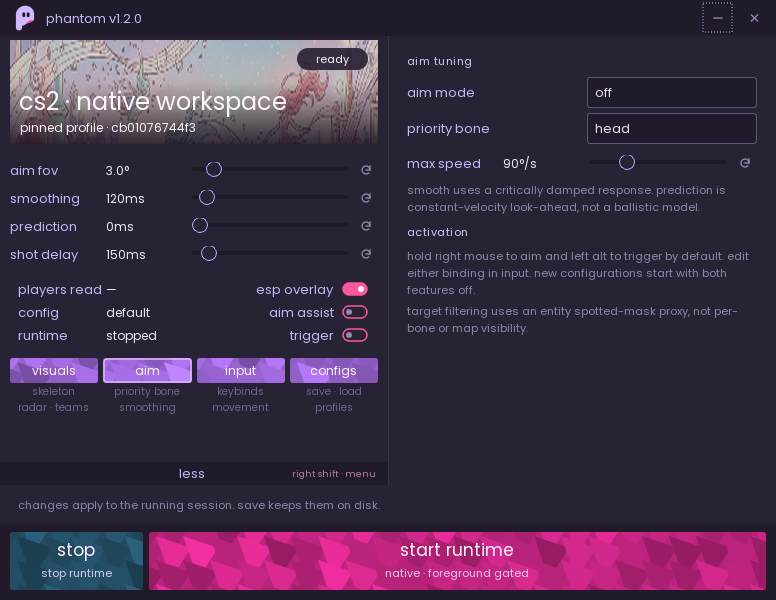 phantom v1.2.0
ready
cs2 · native workspace
pinned profile · cb01076744f3
aim fov 3.0°
smoothing 120ms
prediction 0ms
shot delay 150ms
players read — esp overlay
config default aim assist
runtime stopped trigger
visuals aim input configs
skeleton priority bone keybinds save · load
radar · teams smoothing movement profiles
less right shift · menu
aim tuning
aim mode off
priority bone head
max speed 90°/s
smooth uses a critically damped response. prediction is
constant-velocity look-ahead, not a ballistic model.
activation
hold right mouse to aim and left alt to trigger by default. edit
either binding in input. new configurations start with both
features off.
target filtering uses an entity spotted-mask proxy, not per-
bone or map visibility.
changes apply to the running session. save keeps them on disk.
stop
stop runtime
start runtime
native · foreground gated